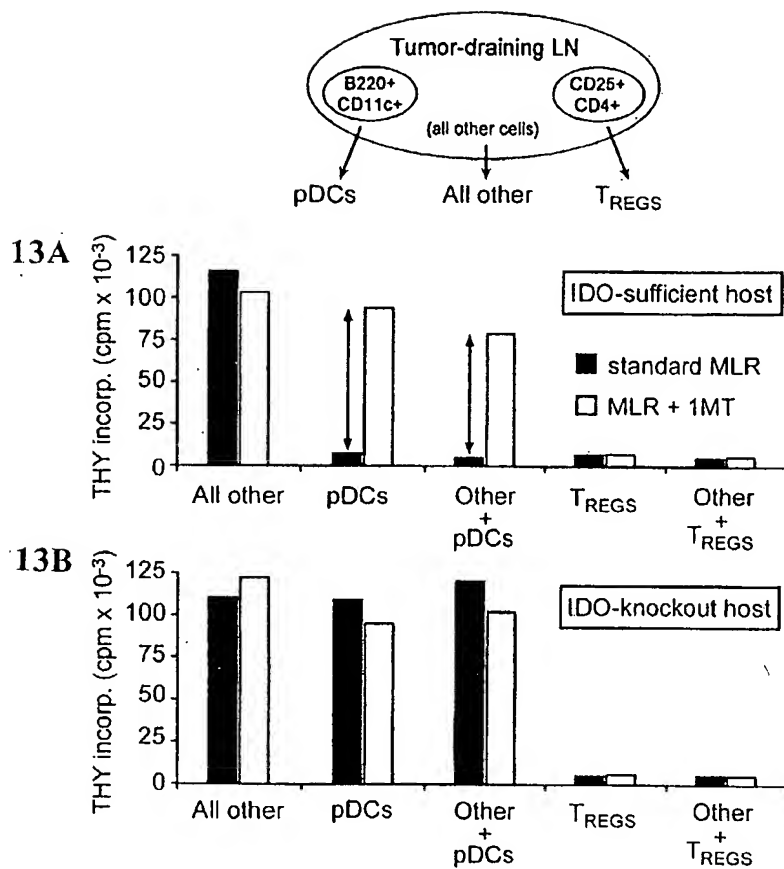 Tumor-draining LN
B220+
CD11c+
CD25+
CD4+
(all other cells)
pDCs
All other
TREGS
13A
THY incorp. (cpm x 10-3)
125
100
75
50
25
0
IDO-sufficient host
standard MLR
MLR + 1MT
All other
pDCs
Other
+
pDCs
TREGS
Other
+
TREGS
13B
THY incorp. (cpm x 10-3)
125
100
75
50
25
0
IDO-knockout host
All other
pDCs
Other
+
pDCs
TREGS
Other
+
TREGS